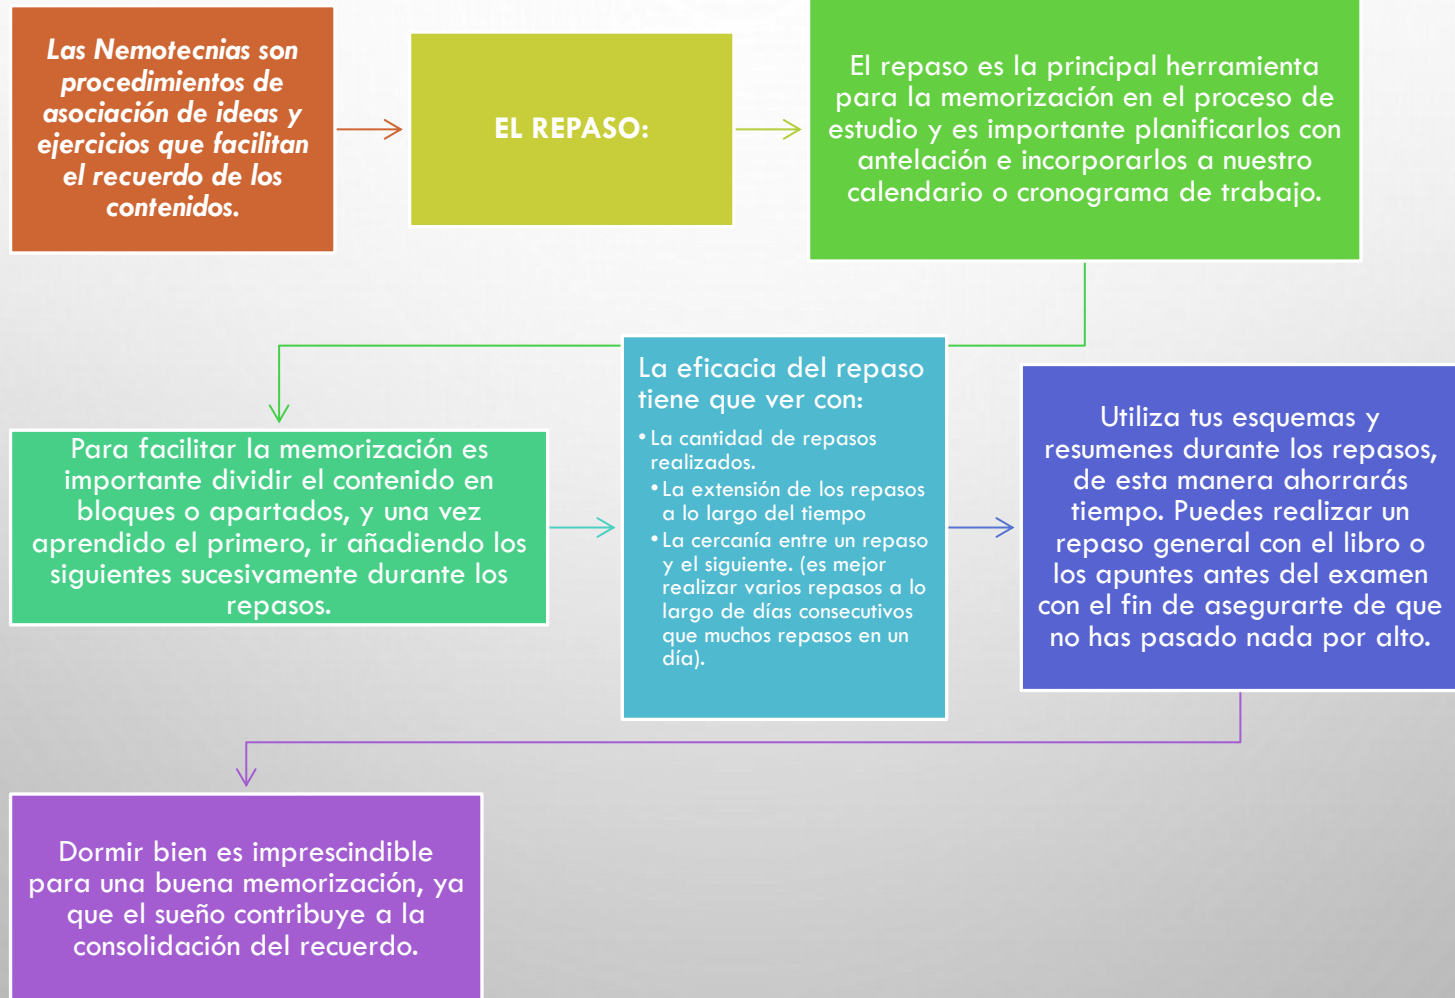 Las Nemotecnias son
procedimientos de
asociación de ideas y
ejercicios que facilitan
el recuerdo de los
contenidos.
EL REPASO:
El repaso es la principal herramienta
para la memorización en el proceso de
estudio y es importante planificarlos con
antelación e incorporarlos a nuestro
calendario o cronograma de trabajo.
Para facilitar la memorización es
importante dividir el contenido en
bloques o apartados, y una vez
aprendido el primero, ir añadiendo los
siguientes sucesivamente durante los
repasos.
La eficacia del repaso
tiene que ver con:
• La cantidad de repasos
realizados.
• La extensión de los repasos
a lo largo del tiempo
• La cercanía entre un repaso
y el siguiente. (es mejor
realizar varios repasos a lo
largo de días consecutivos
que muchos repasos en un
día).
Utiliza tus esquemas y
resumenes durante los repasos,
de esta manera ahorrarás
tiempo. Puedes realizar un
repaso general con el libro o
los apuntes antes del examen
con el fin de asegurarte de que
no has pasado nada por alto.
Dormir bien es imprescindible
para una buena memorización, ya
que el sueño contribuye a la
consolidación del recuerdo.